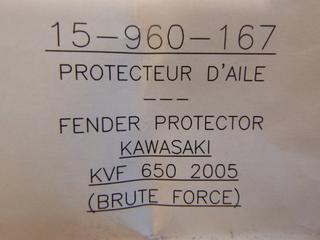 15-960-167
PROTECTEUR D'AILE
---
FENDER PROTECTOR
KAWASAKI
KVF 650 2005
(BRUTE FORCE)